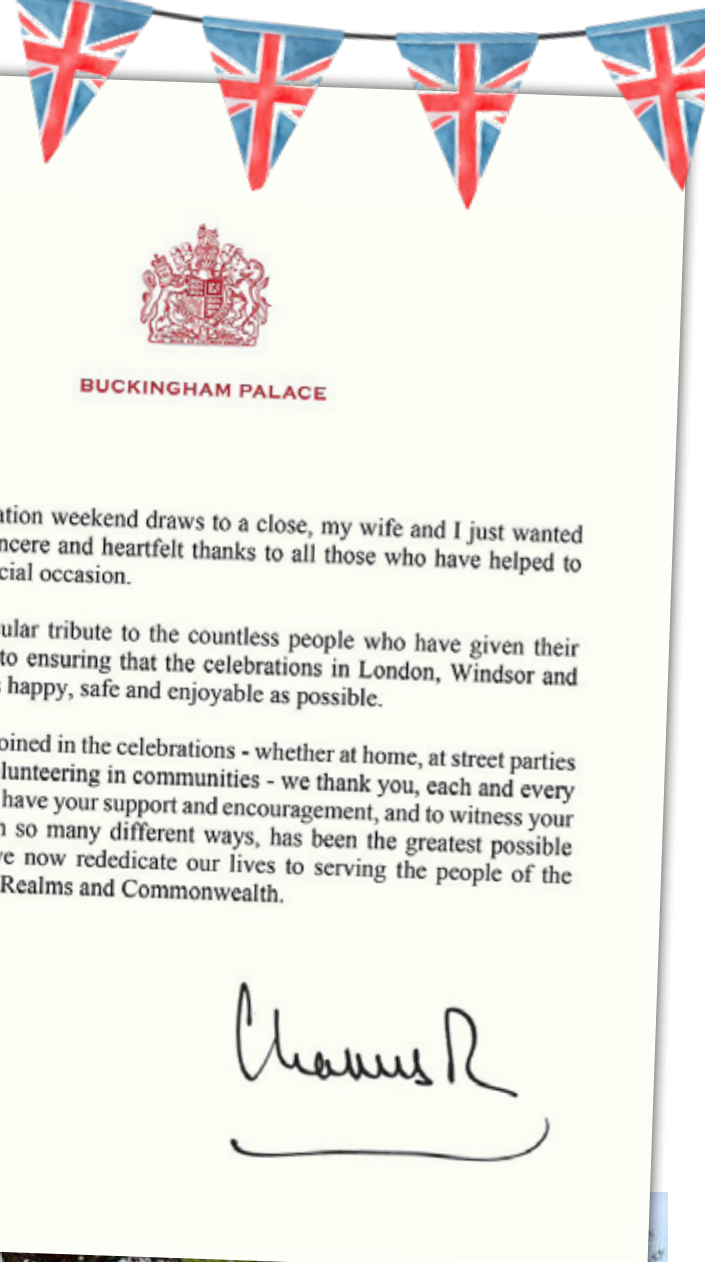 BUCKINGHAM PALACE
ation weekend draws to a close, my wife and I just wanted
ncere and heartfelt thanks to all those who have helped to
cial occasion.
ular tribute to the countless people who have given their
to ensuring that the celebrations in London, Windsor and
s happy, safe and enjoyable as possible.
oined in the celebrations - whether at home, at street parties
lunteering in communities - we thank you, each and every
have your support and encouragement, and to witness your
n so many different ways, has been the greatest possible
ve now rededicate our lives to serving the people of the
Realms and Commonwealth.
Charles R